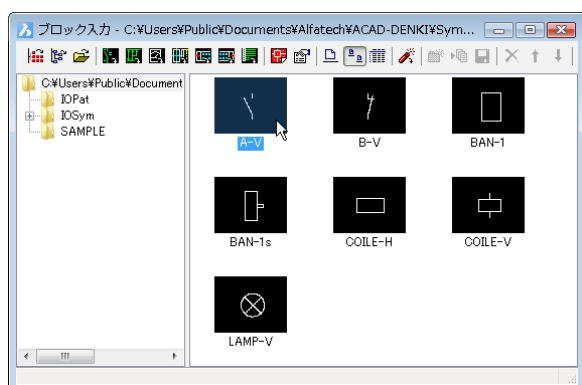 ブロック入力 - C:¥Users¥Public¥Documents¥Alfatech¥ACAD-DENKI¥Sym...
C:¥Users¥Public¥Document
IOPat
IOSym
SAMPLE
A-V
B-V
BAN-1
BAN-1s
COILE-H
COILE-V
LAMP-V